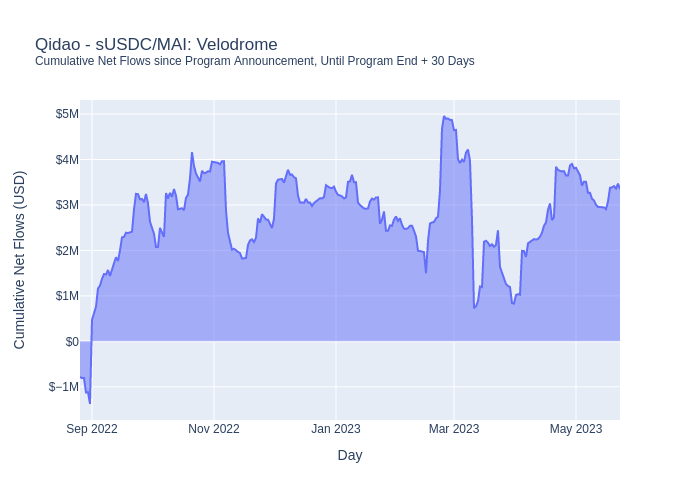 Qidao - sUSDC/MAI: Velodrome
Cumulative Net Flows since Program Announcement, Until Program End + 30 Days
Cumulative Net Flows (USD)
$5M
$4M
$3M
$2M
$1M
$0
$−1M
Sep 2022
Nov 2022
Jan 2023
Mar 2023
May 2023
Day